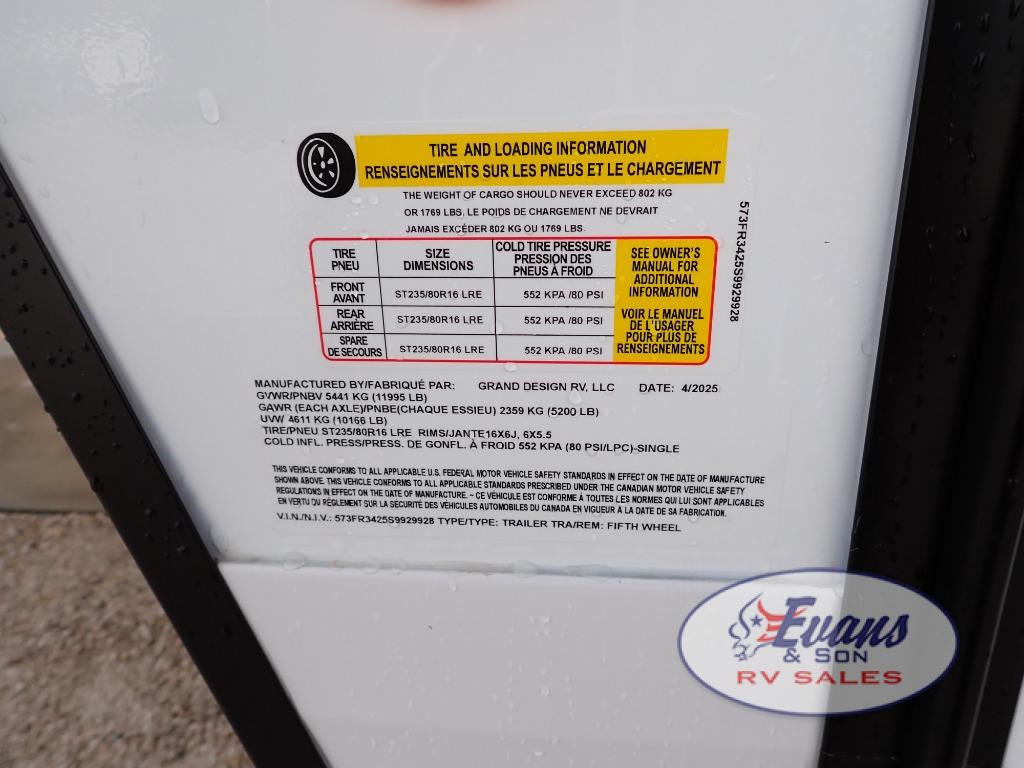 TIRE AND LOADING INFORMATION
RENSEIGNEMENTS SUR LES PNEUS ET LE CHARGEMENT
THE WEIGHT OF CARGO SHOULD NEVER EXCEED 802 KG
OR 1769 LBS. LE POIDS DE CHARGEMENT NE DEVRAIT
JAMAIS EXCÉDER 802 KG OU 1769 LBS.
TIRE
PNEU
SIZE
DIMENSIONS
COLD TIRE PRESSURE
PRESSION DES
PNEUS À FROID
FRONT
AVANT
ST235/80R16 LRE
552 KPA /80 PSI
REAR
ARRIÈRE
ST235/80R16 LRE
552 KPA /80 PSI
SPARE
DE SECOURS
ST235/80R16 LRE
552 KPA /80 PSI
SEE OWNER'S
MANUAL FOR
ADDITIONAL
INFORMATION
VOIR LE MANUEL
DE L'USAGER
POUR PLUS DE
RENSEIGNEMENTS
573FR3425S9929928
MANUFACTURED BY/FABRIQUÉ PAR: GRAND DESIGN RV, LLC DATE: 4/2025
GVWR/PNBV 5441 KG (11995 LB)
GAWR (EACH AXLE)/PNBE(CHAQUE ESSIEU) 2359 KG (5200 LB)
UVW/ 4611 KG (10166 LB)
TIRE/PNEU ST235/80R16 LRE RIMS/JANTE16X6J, 6X5.5
COLD INFL. PRESS/PRESS. DE GONFL. À FROID 552 KPA (80 PSI/LPC)-SINGLE
THIS VEHICLE CONFORMS TO ALL APPLICABLE U.S. FEDERAL MOTOR VEHICLE SAFETY STANDARDS IN EFFECT ON THE DATE OF MANUFACTURE
SHOWN ABOVE. THIS VEHICLE CONFORMS TO ALL APPLICABLE STANDARDS PRESCRIBED UNDER THE CANADIAN MOTOR VEHICLE SAFETY
REGULATIONS IN EFFECT ON THE DATE OF MANUFACTURE. - CE VÉHICULE EST CONFORME À TOUTES LES NORMES QUI LUI SONT APPLICABLES
EN VERTU DU RÈGLEMENT SUR LA SÉCURITÉ DES VÉHICULES AUTOMOBILES DU CANADA EN VIGUEUR À LA DATE DE SA FABRICATION.
V.I.N./N.I.V.: 573FR3425S9929928 TYPE/TYPE: TRAILER TRA/REM: FIFTH WHEEL
Evans
& SON
RV SALES